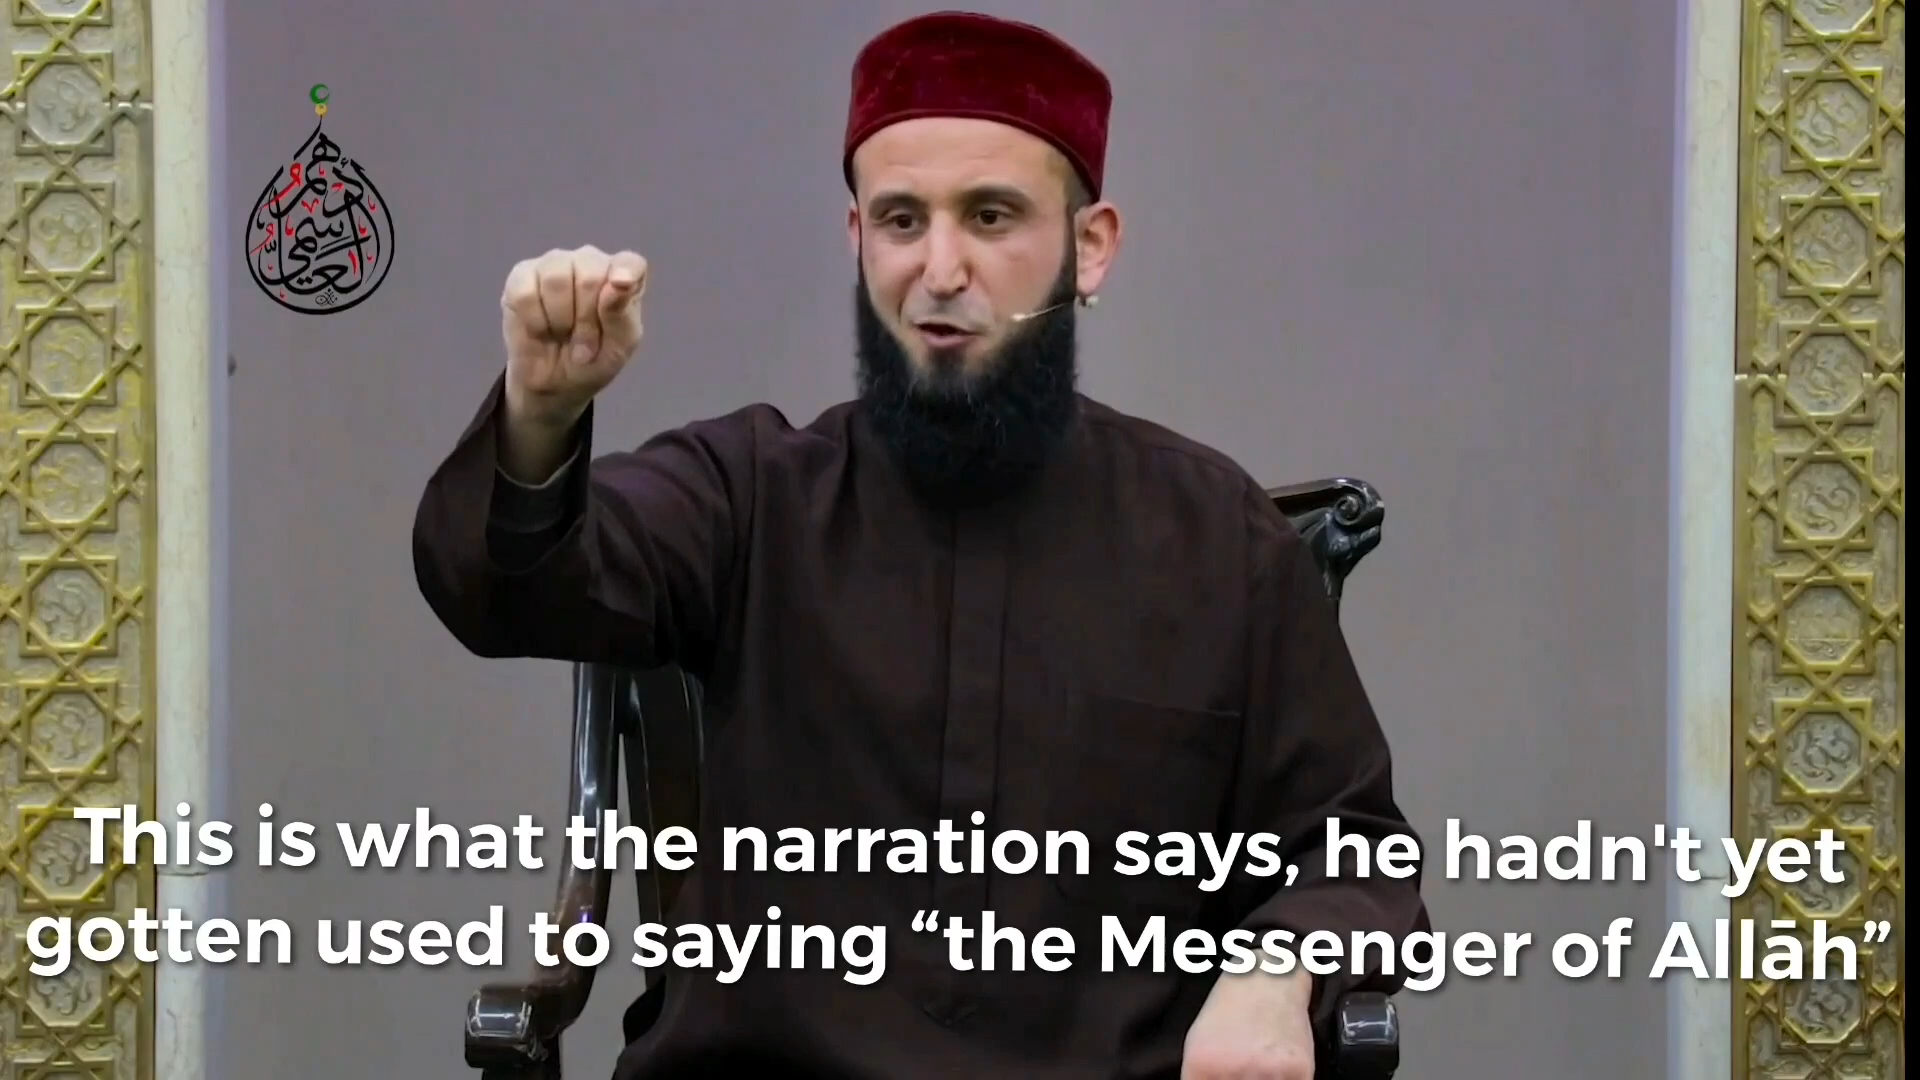 This is what the narration says, he hadn't yet
gotten used to saying “the Messenger of Allāh”